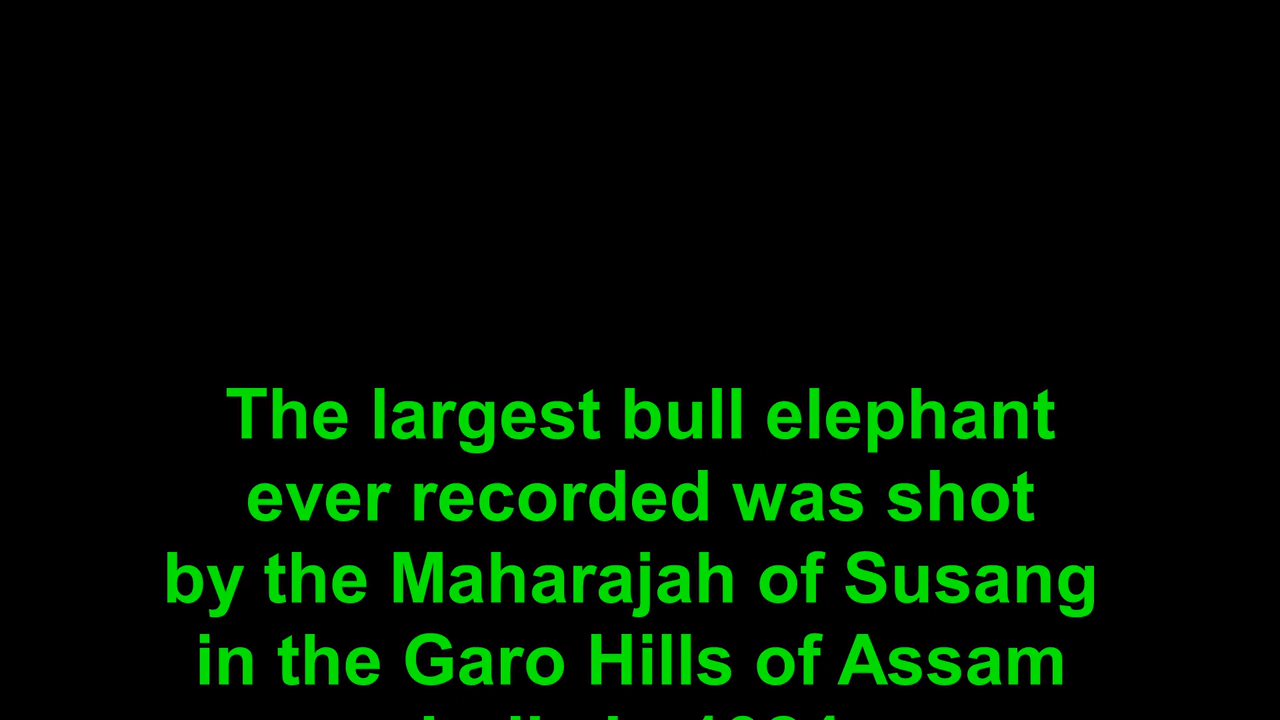 The largest bull elephant
ever recorded was shot
by the Maharajah of Susang
in the Garo Hills of Assam